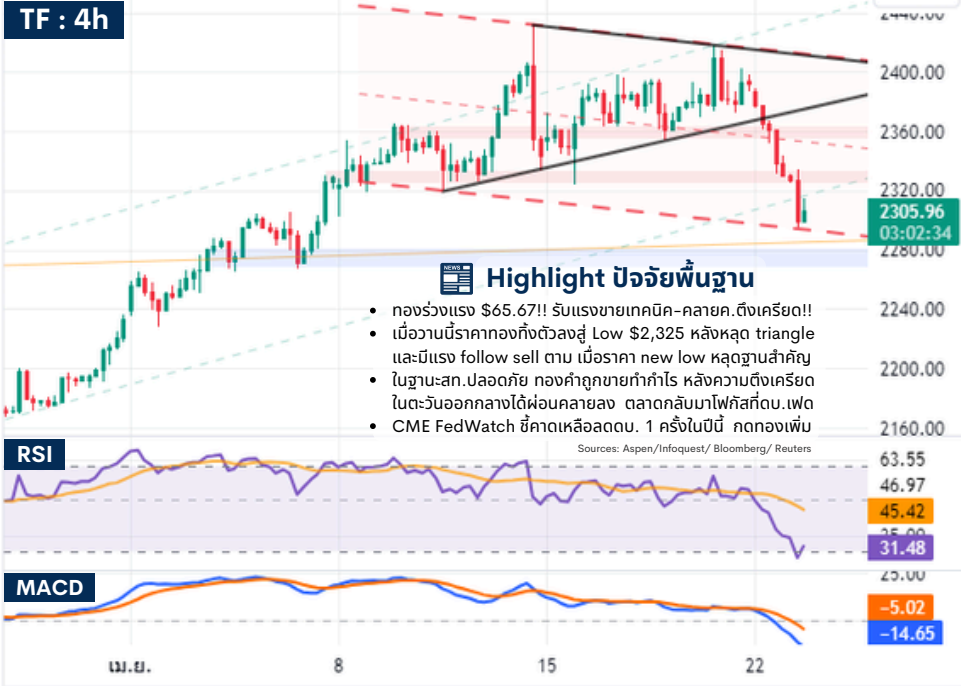 TF : 4h
2440.00
2400.00
2360.00
2320.00
2305.96
03:02:34
2280.00
NEWS
Highlight ปัจจัยพื้นฐาน
2240.00
• ทองร่วงแรง $65.67!! รับแรงขายเทคนิค-คลายค.ตึงเครียด!!
• เมื่อวานนี้ราคาทองทิ้งตัวลงสู่ Low $2,325 หลังหลุด triangle
และมีแรง follow sell ตาม เมื่อราคา new low หลุดฐานสำคัญ
2200.00
• ในฐานะสท.ปลอดภัย ทองคำถูกขายทำกำไร หลังความตึงเครียด
ในตะวันออกกลางได้ผ่อนคลายลง ตลาดกลับมาโฟกัสที่ดบ.เฟด
• CME FedWatch ชี้คาดเหลือลดดบ. 1 ครั้งในปีนี้ กดทองเพิ่ม
2160.00
Sources: Aspen/Infoquest/ Bloomberg/ Reuters
RSI
63.55
46.97
45.42
31.48
MACD
25.00
-5.02
-14.65
เม.ย.
8
15
22